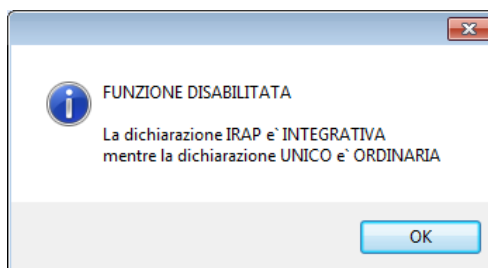 FUNZIONE DISABILITATA
La dichiarazione IRAP e` INTEGRATIVA
mentre la dichiarazione UNICO e` ORDINARIA
OK